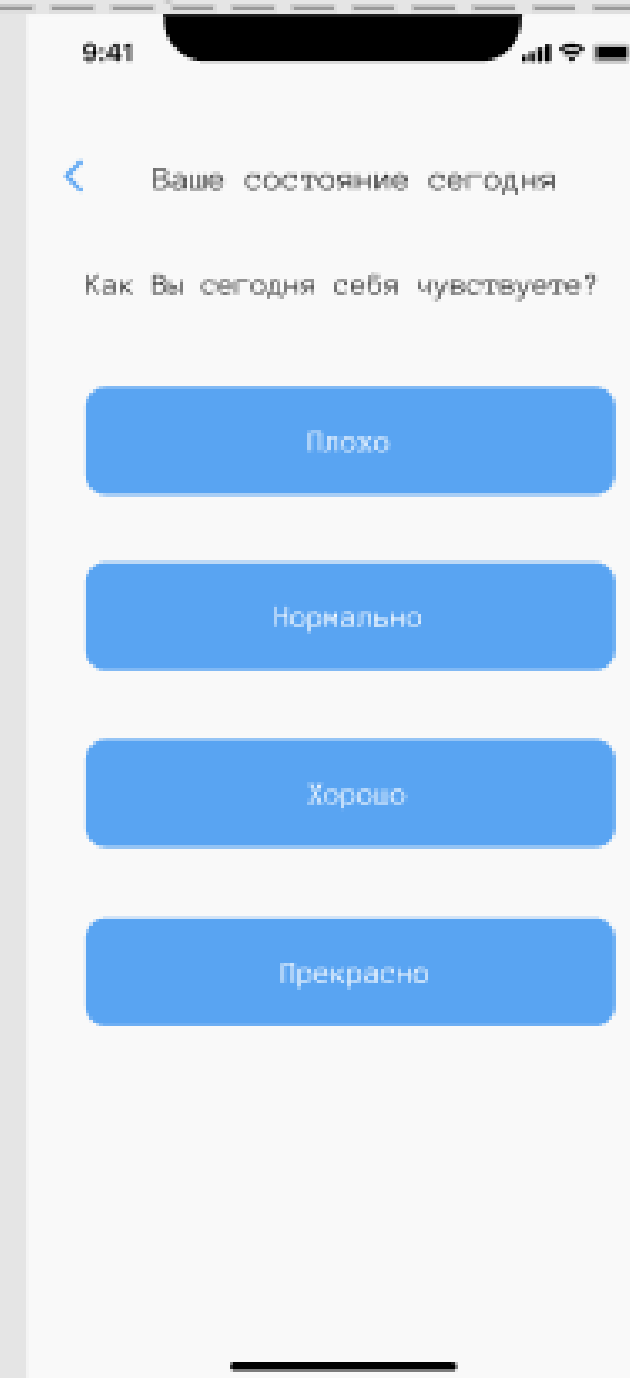 9:41
Ваше состояние сегодня
Как Вы сегодня себя чувствуете?
Плохо
Нормально
Хорошо
Прекрасно